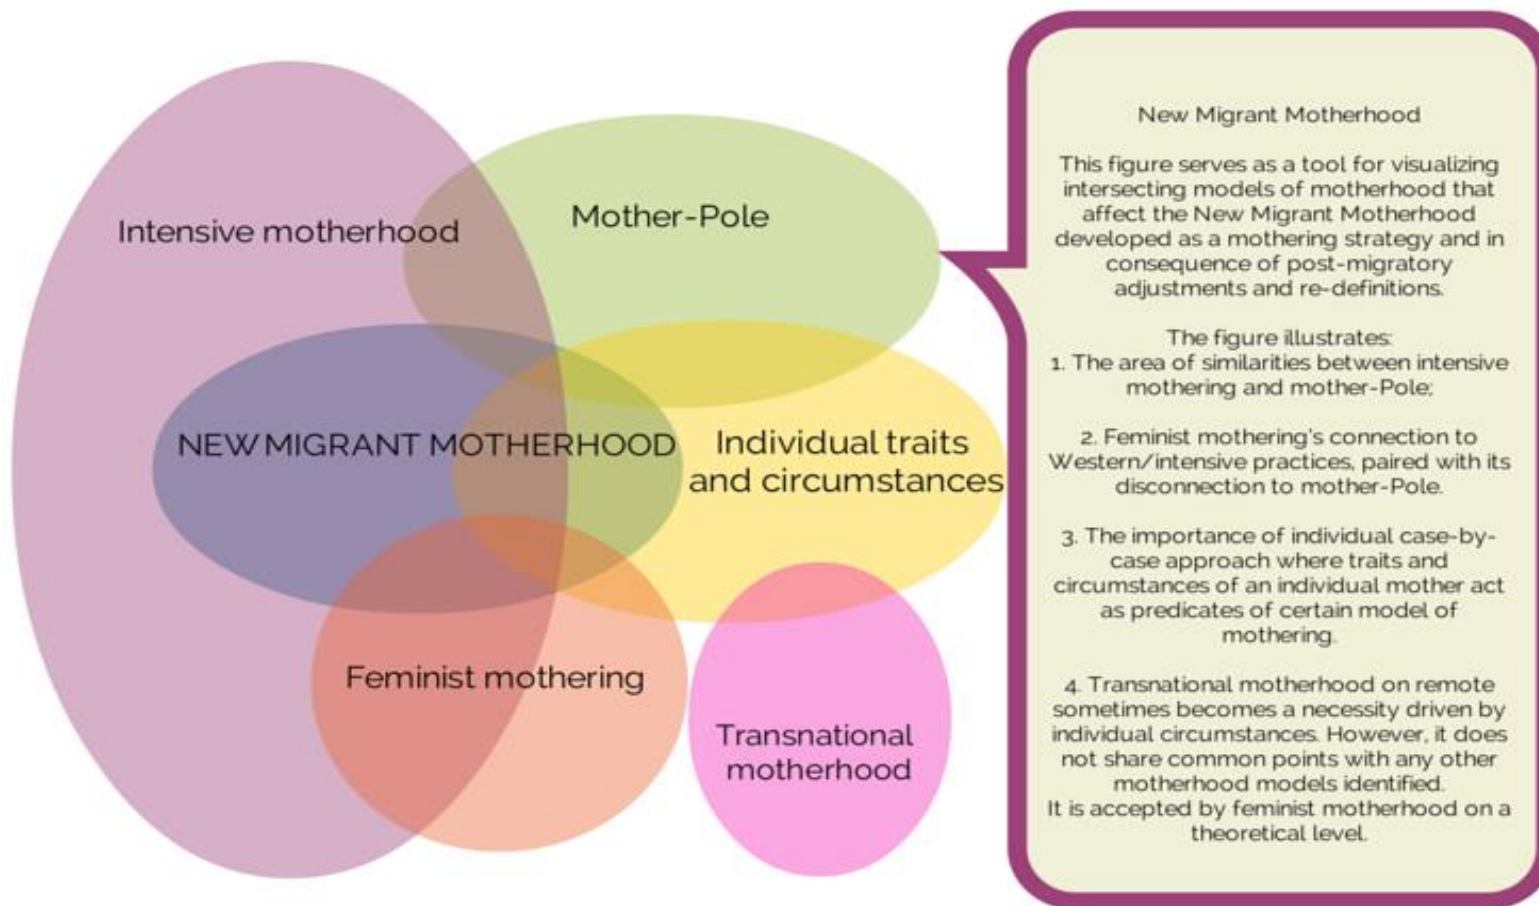 Intensive motherhood
Mother-Pole
NEW MIGRANT MOTHERHOOD
Individual traits
and circumstances
Feminist mothering
Transnational
motherhood
New Migrant Motherhood
This figure serves as a tool for visualizing
intersecting models of motherhood that
affect the New Migrant Motherhood
developed as a mothering strategy and in
consequence of post-migratory
adjustments and re-definitions.
The figure illustrates:
1. The area of similarities between intensive
mothering and mother-Pole;
2. Feminist mothering's connection to
Western/intensive practices, paired with its
disconnection to mother-Pole.
3. The importance of individual case-by-
case approach where traits and
circumstances of an individual mother act
as predicates of certain model of
mothering.
4. Transnational motherhood on remote
sometimes becomes a necessity driven by
individual circumstances. However, it does
not share common points with any other
motherhood models identified.
It is accepted by feminist motherhood on a
theoretical level.